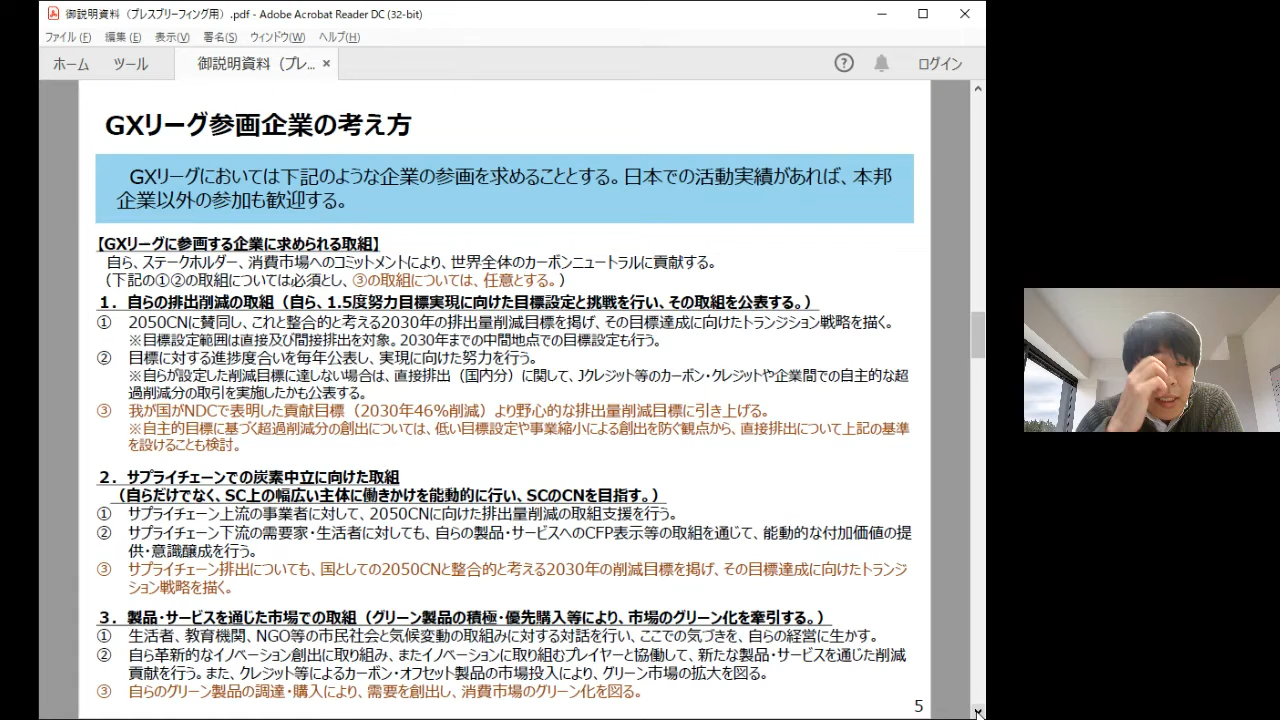 御説明資料（プレスブリーフィング用）.pdf - Adobe Acrobat Reader DC (32-bit)
ファイル(F) 編集(E) 表示(V) 署名(S) ウィンドウ(W) ヘルプ(H)
ホーム ツール 御説明資料（プレ... × ログイン
GXリーグ参画企業の考え方
GXリーグにおいては下記のような企業の参画を求めることとする。日本での活動実績があれば、本邦
企業以外の参加も歓迎する。
【GXリーグに参画する企業に求められる取組】
自ら、ステークホルダー、消費市場へのコミットメントにより、世界全体のカーボンニュートラルに貢献する。
（下記の①②の取組については必須とし、③の取組については、任意とする。）
１．自らの排出削減の取組（自ら、1.5度努力目標実現に向けた目標設定と挑戦を行い、その取組を公表する。）
① 2050CNに賛同し、これと整合的と考える2030年の排出量削減目標を掲げ、その目標達成に向けたトランジション戦略を描く。
※目標設定範囲は直接及び間接排出を対象。2030年までの中間地点での目標設定も行う。
② 目標に対する進捗度合いを毎年公表し、実現に向けた努力を行う。
※自らが設定した削減目標に達しない場合は、直接排出（国内分）に関して、Jクレジット等のカーボン・クレジットや企業間での自主的な超
過削減分の取引を実施したかも公表する。
③ 我が国がNDCで表明した貢献目標（2030年46%削減）より野心的な排出量削減目標に引き上げる。
※自主的目標に基づく超過削減分の創出については、低い目標設定や事業縮小による創出を防ぐ観点から、直接排出について上記の基準
を設けることも検討。
２．サプライチェーンでの炭素中立に向けた取組
（自らだけでなく、SC上の幅広い主体に働きかけを能動的に行い、SCのCNを目指す。）
① サプライチェーン上流の事業者に対して、2050CNに向けた排出量削減の取組支援を行う。
② サプライチェーン下流の需要家・生活者に対しても、自らの製品・サービスへのCFP表示等の取組を通じて、能動的な付加価値の提
供・意識醸成を行う。
③ サプライチェーン排出についても、国としての2050CNと整合的と考える2030年の削減目標を掲げ、その目標達成に向けたトランジ
ション戦略を描く。
３．製品・サービスを通じた市場での取組（グリーン製品の積極・優先購入等により、市場のグリーン化を牽引する。）
① 生活者、教育機関、NGO等の市民社会と気候変動の取組みに対する対話を行い、ここでの気づきを、自らの経営に生かす。
② 自ら革新的なイノベーション創出に取り組み、またイノベーションに取り組むプレイヤーと協働して、新たな製品・サービスを通じた削減
貢献を行う。また、クレジット等によるカーボン・オフセット製品の市場投入により、グリーン市場の拡大を図る。
③ 自らのグリーン製品の調達・購入により、需要を創出し、消費市場のグリーン化を図る。
5